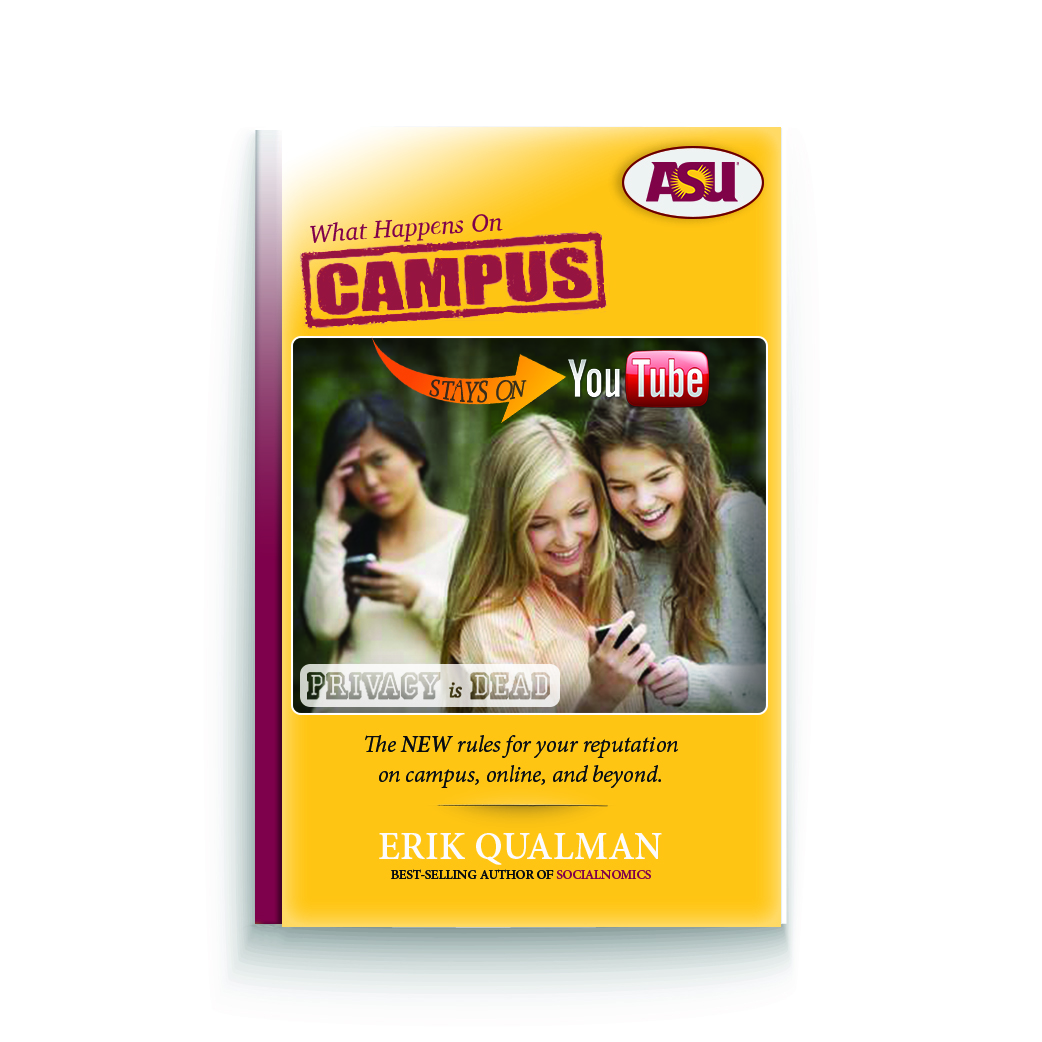 ASU
What Happens On
CAMPUS
STAYS ON
YouTube
PRIVACY is DEAD
The NEW rules for your reputation
on campus, online, and beyond.
ERIK QUALMAN
BEST-SELLING AUTHOR OF SOCIALNOMICS